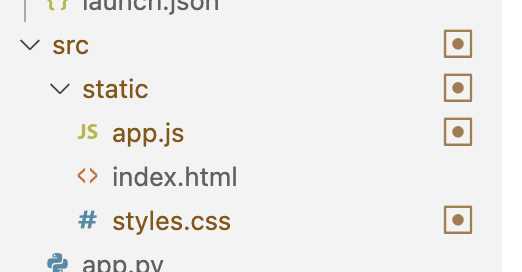 launch.json
src
static
JS app.js
<> index.html
# styles.css
app.py